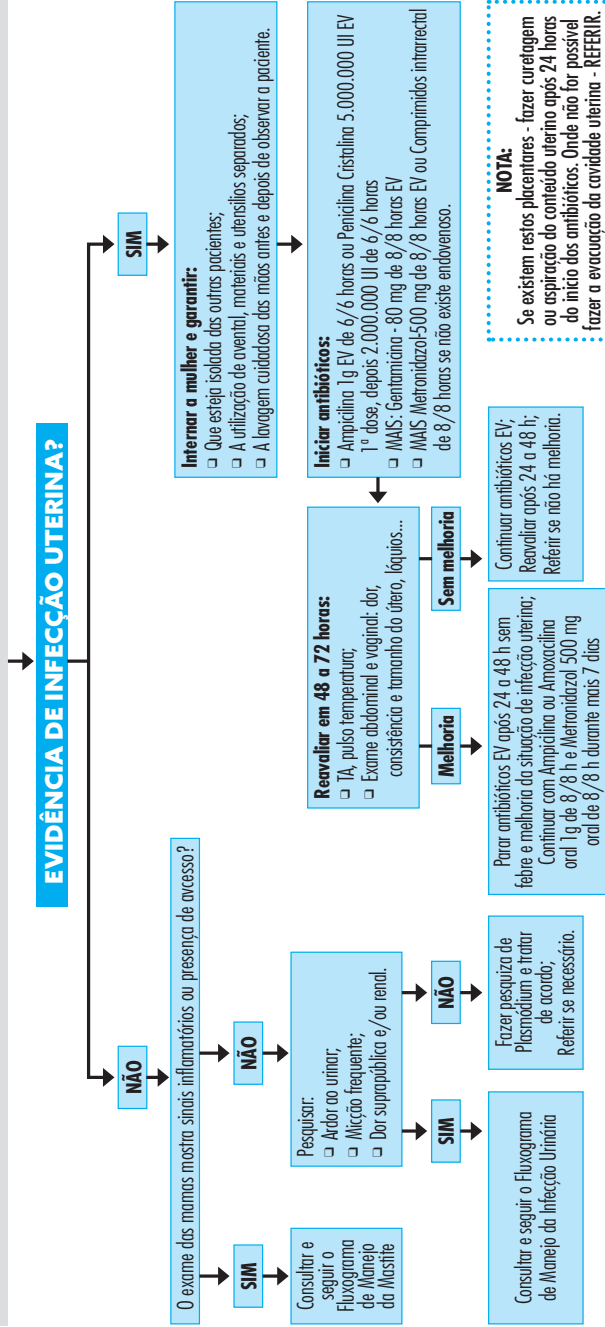 EVIDÊNCIA DE INFECÇÃO UTERINA?
NÃO
O exame das mamas mostra sinais inflamatórios ou presença de avcesso?
SIM
Consultar e
seguir o
Fluxograma
de Manejo
da Mastite
NÃO
Pesquisar:
❑ Ardor ao urinar;
❑ Micção frequente;
❑ Dor suprapública e/ou renal.
SIM
Consultar e seguir o Fluxograma
de Manejo da Infecção Urinária
NÃO
Fazer pesquiza de
Plasmódium e tratar
de acordo;
Referir se necessário.
SIM
Internar a mulher e garantir:
❑ Que esteja isolada das outras pacientes;
❑ A utilização de avental, materiais e utensílios separados;
❑ A lavagem cuidadosa das mãos antes e depois de observar a paciente.
Iniciar antibióticos:
❑ Ampicilina 1g EV de 6/6 horas ou Penicilina Cristalina 5.000.000 UI EV
1ª dose, depois 2.000.000 UI de 6/6 horas
❑ MAIS: Gentamicina - 80 mg de 8/8 horas EV
❑ MAIS Metronidazol-500 mg de 8/8 horas EV ou Comprimidos intrarrectal
de 8/8 horas se não existe endovenoso.
Reavaliar em 48 a 72 horas:
❑ TA, pulso temperatura;
❑ Exame abdominal e vaginal: dor,
consistência e tamanho do útero, lóquios...
Melhoria
Parar antibióticos EV após 24 a 48 h sem
febre e melhoria da situação de infecção uterina;
Continuar com Ampicilina ou Amoxacilina
oral 1g de 8/8 h e Metronidazol 500 mg
oral de 8/8 h durante mais 7 dias
Sem melhoria
Continuar antibióticos EV;
Reavaliar após 24 a 48 h;
Referir se não há melhoria.
NOTA:
Se existem restos placentares - fazer curetagem
ou aspiração do conteúdo uterino após 24 horas
do inicio dos antibióticos. Onde não for possível
fazer a evacuação da cavidade uterina - REFERIR.